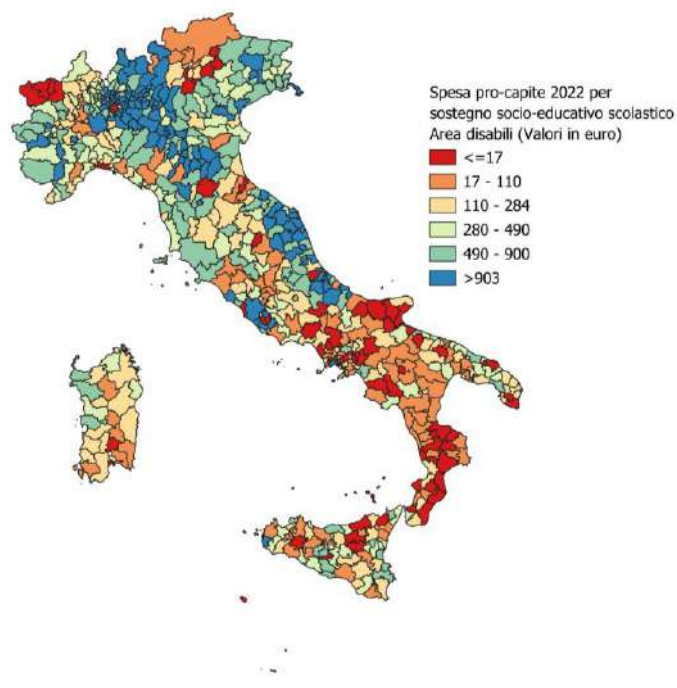 Spesa pro-capite 2022 per
sostegno socio-educativo scolastico
Area disabili (Valori in euro)
<=17
17 - 110
110 - 284
280 - 490
490 - 900
>903